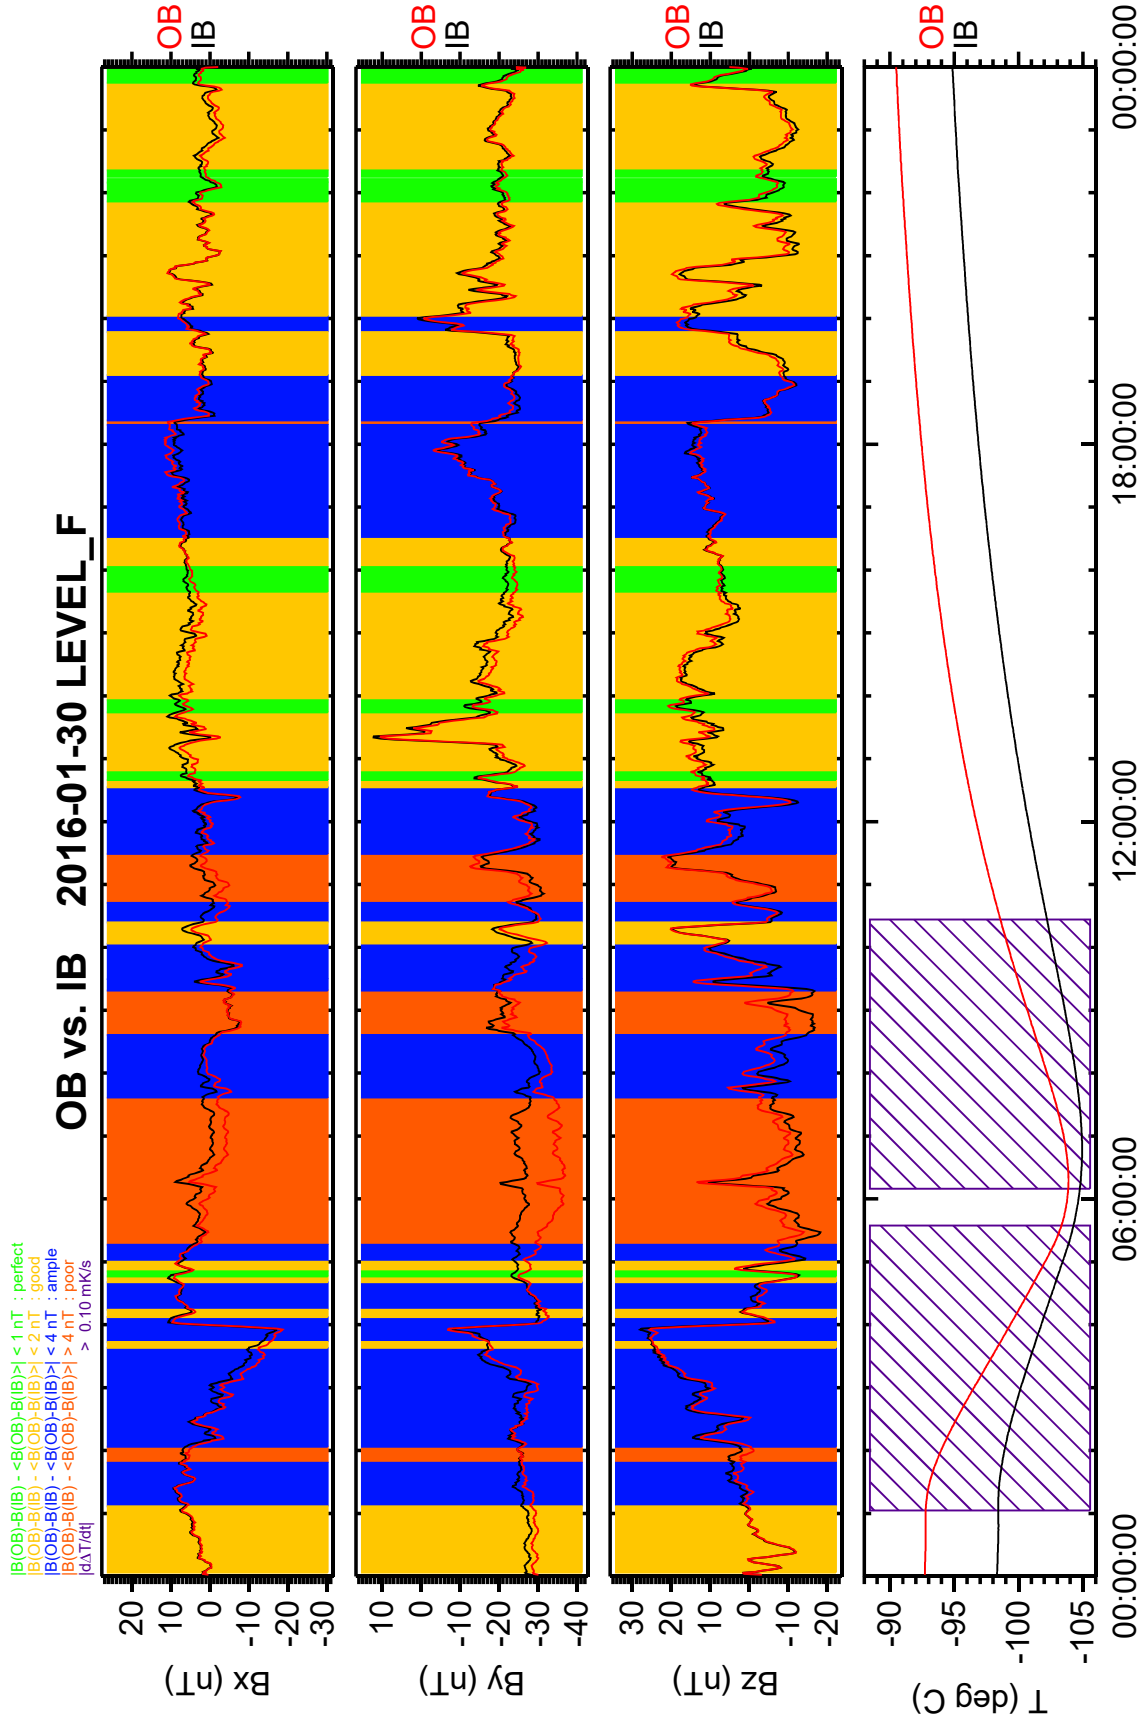 OB vs. IB 2016-01-30 LEVEL_F
|B(OB)-B(IB) - <B(OB)-B(IB)>| < 1 nT : perfect
|B(OB)-B(IB) - <B(OB)-B(IB)>| < 2 nT : good
|B(OB)-B(IB) - <B(OB)-B(IB)>| < 4 nT : ample
|B(OB)-B(IB) - <B(OB)-B(IB)>| > 4 nT : poor
|dΔT/dt| > 0.10 mK/s
Bx (nT)
20
10
0
-10
-20
-30
OB
IB
By (nT)
10
0
-10
-20
-30
-40
OB
IB
Bz (nT)
30
20
10
0
-10
-20
OB
IB
T (deg C)
-90
-95
-100
-105
OB
IB
00:00:00 06:00:00 12:00:00 18:00:00 00:00:00